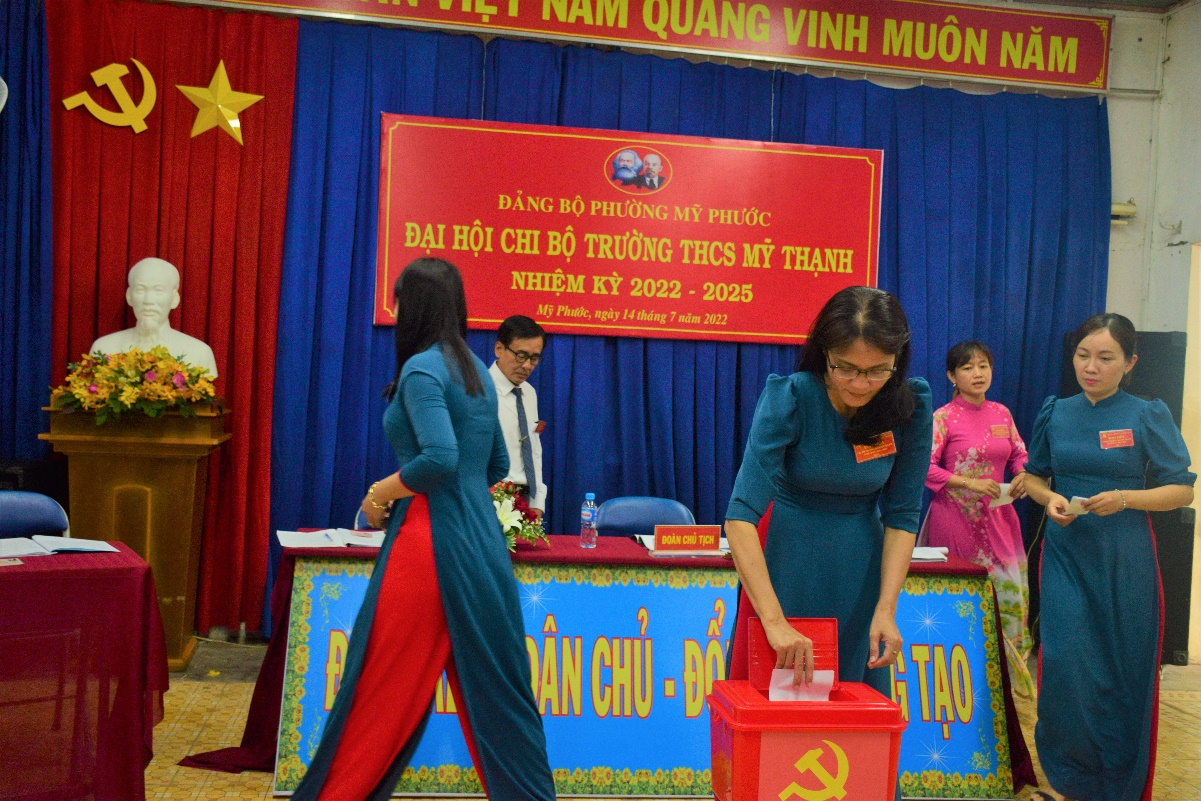 VIỆT NAM QUANG VINH MUÔN NĂM
ĐẢNG BỘ PHƯỜNG MỸ PHƯỚC
ĐẠI HỘI CHI BỘ TRƯỜNG THCS MỸ THẠNH
NHIỆM KỲ 2022 - 2025
Mỹ Phước, ngày 14 tháng 7 năm 2022
ĐOÀN CHỦ TỊCH
DÂN CHỦ - ĐỔI TẠO